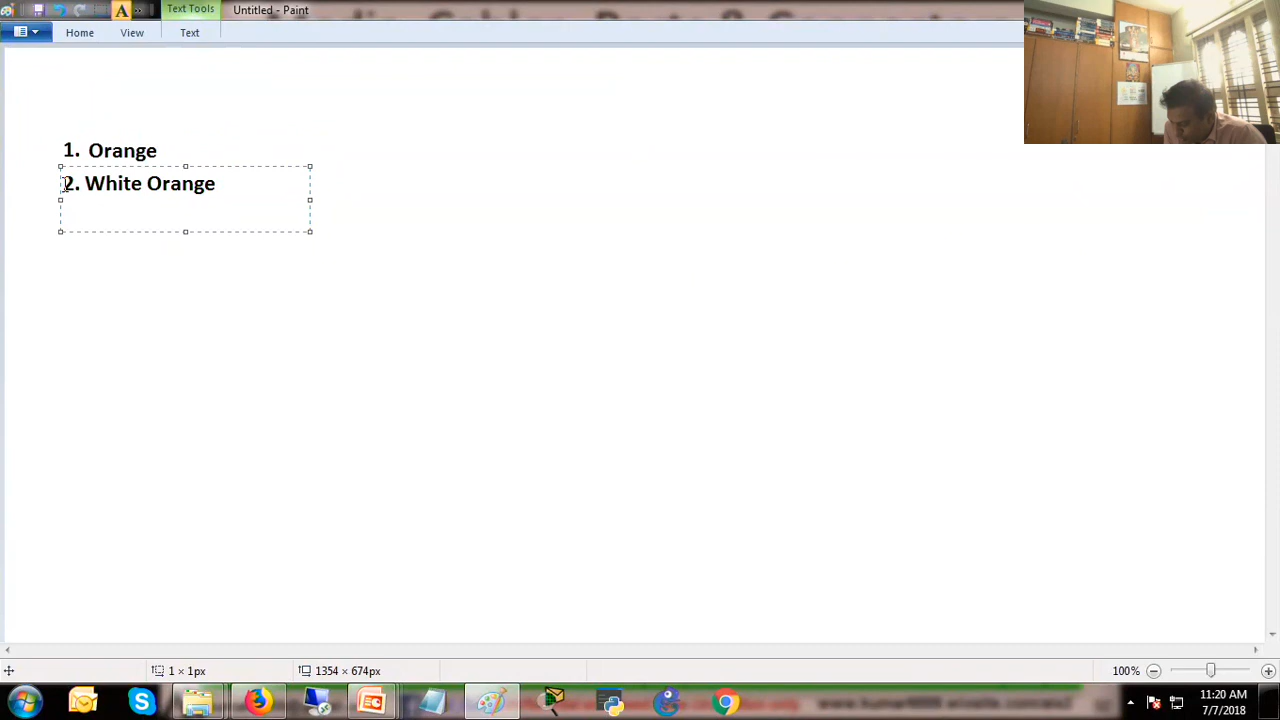 Text Tools
Untitled - Paint
Home
View
Text
1. Orange
2. White Orange
1 × 1px
1354 × 674px
100%
11:20 AM
7/7/2018